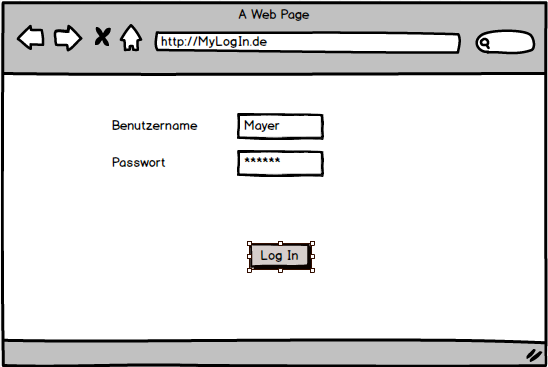 A Web Page
http://MyLogIn.de
Benutzername
Mayer
Passwort
******
Log In